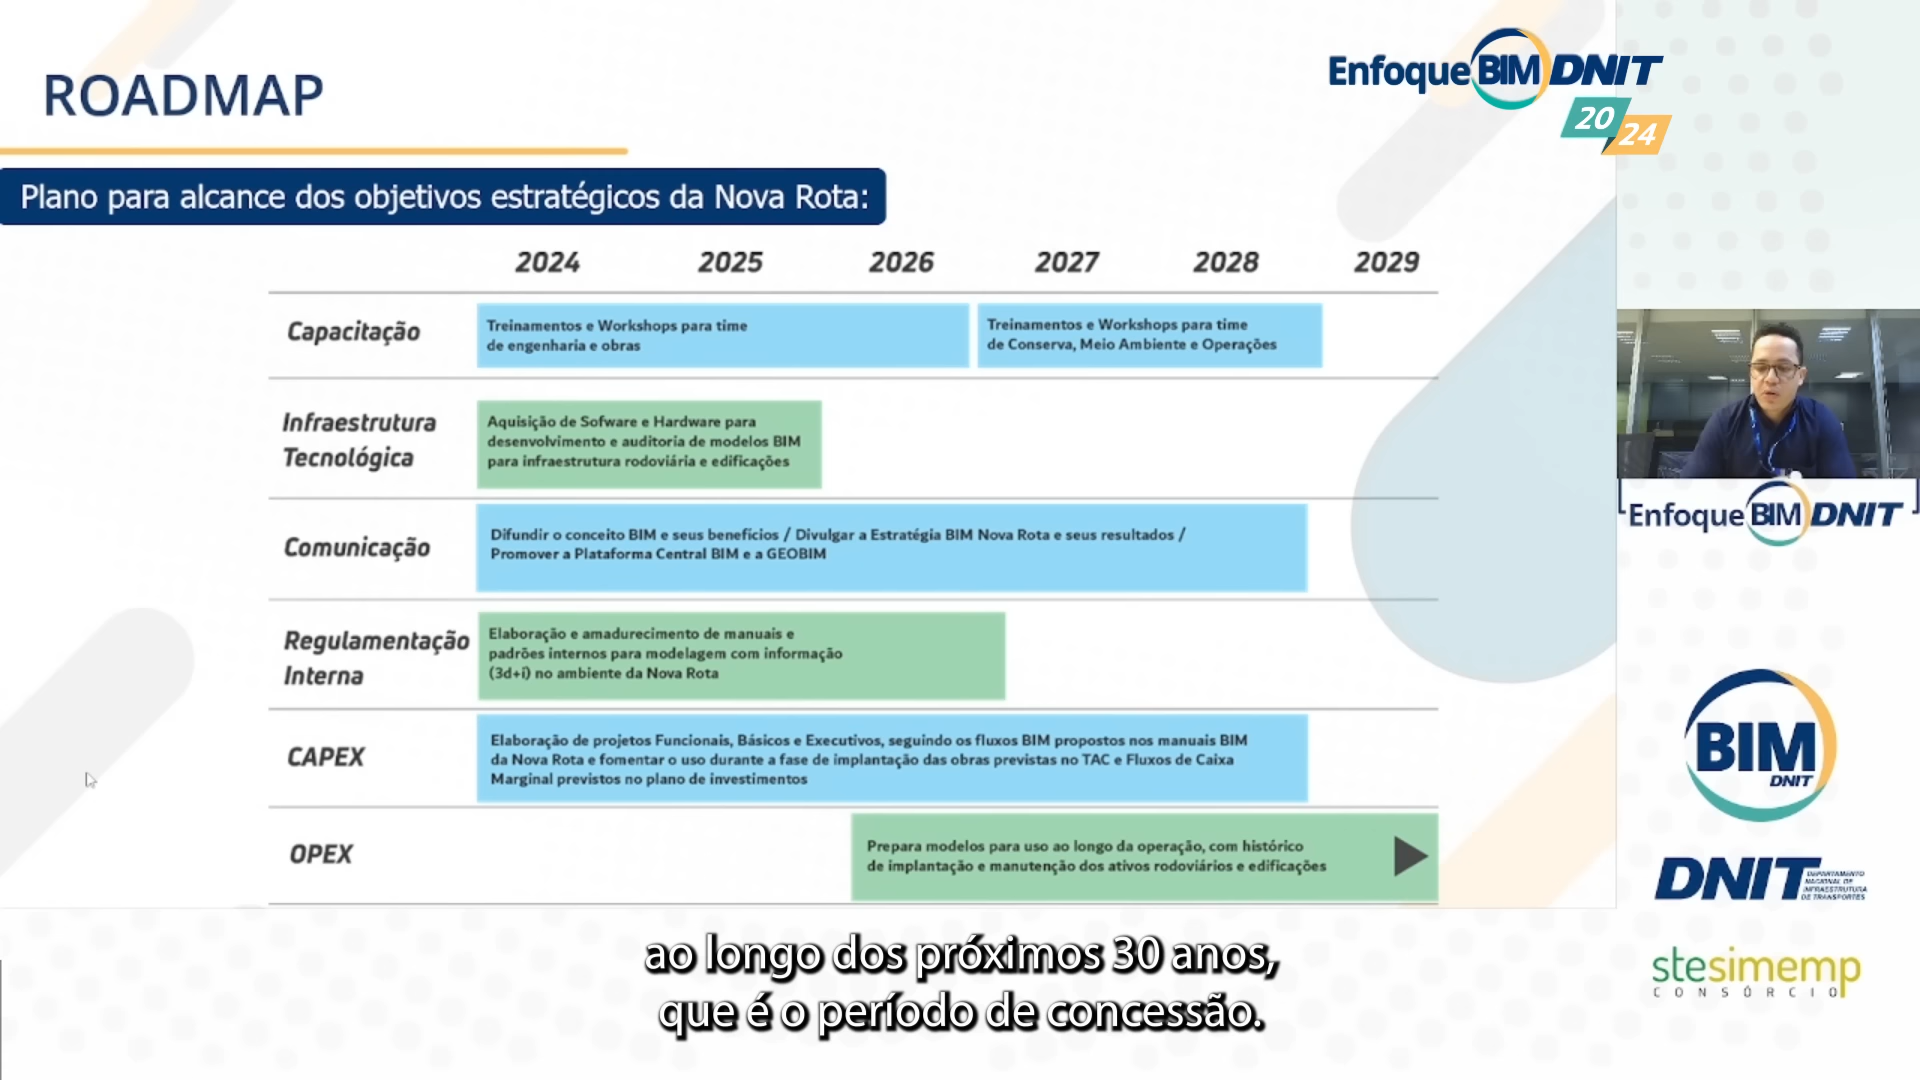 ROADMAP
Enfoque BIM DNIT
20
24
Plano para alcance dos objetivos estratégicos da Nova Rota:
2024 2025 2026 2027 2028 2029
Capacitação
Treinamentos e Workshops para time
de engenharia e obras
Treinamentos e Workshops para time
de Conserva, Meio Ambiente e Operações
Infraestrutura
Tecnológica
Aquisição de Sofware e Hardware para
desenvolvimento e auditoria de modelos BIM
para infraestrutura rodoviária e edificações
Comunicação
Difundir o conceito BIM e seus benefícios / Divulgar a Estratégia BIM Nova Rota e seus resultados /
Promover a Plataforma Central BIM e a GEOBIM
Regulamentação
Interna
Elaboração e amadurecimento de manuais e
padrões internos para modelagem com informação
(3d+i) no ambiente da Nova Rota
CAPEX
Elaboração de projetos Funcionais, Básicos e Executivos, seguindo os fluxos BIM propostos nos manuais BIM
da Nova Rota e fomentar o uso durante a fase de implantação das obras previstas no TAC e Fluxos de Caixa
Marginal previstos no plano de investimentos
OPEX
Prepara modelos para uso ao longo da operação, com histórico
de implantação e manutenção dos ativos rodoviários e edificações
Enfoque BIM DNIT
BIM
DNIT
DNIT
DEPARTAMENTO
NACIONAL DE
INFRAESTRUTURA
DE TRANSPORTES
stesimemp
CONSÓRCIO
ao longo dos próximos 30 anos,
que é o período de concessão.